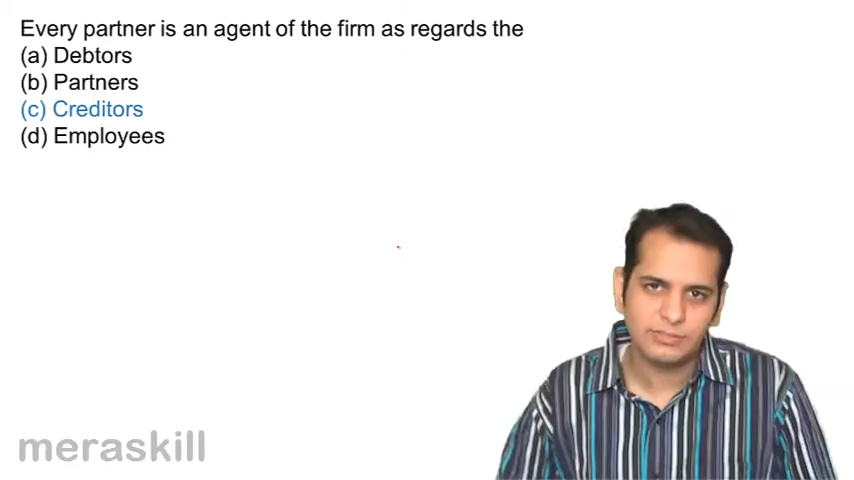 Every partner is an agent of the firm as regards the
(a) Debtors
(b) Partners
(c) Creditors
(d) Employees
meraskill